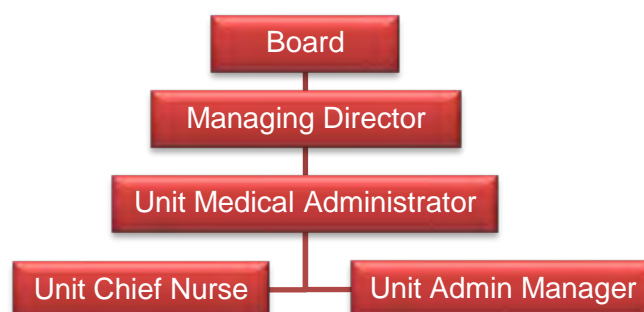 Board
Managing Director
Unit Medical Administrator
Unit Chief Nurse
Unit Admin Manager